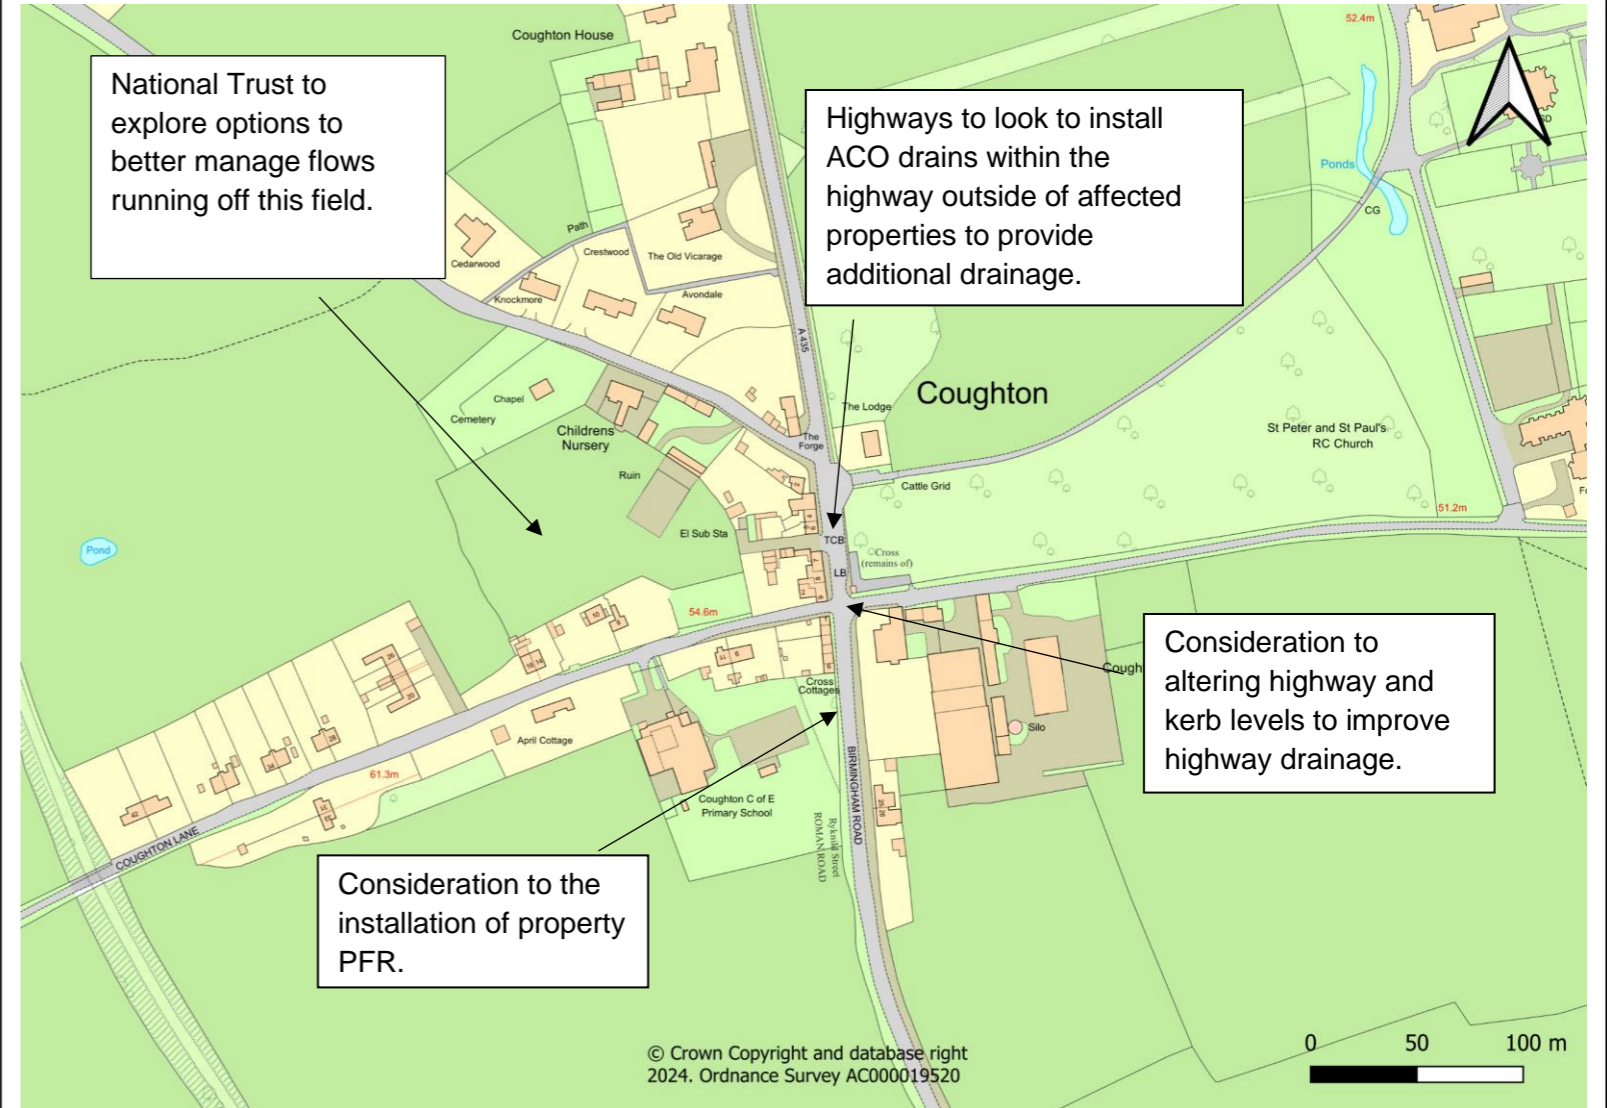 Coughton House
52.4m
National Trust to
explore options to
better manage flows
running off this field.
Highways to look to install
ACO drains within the
highway outside of affected
properties to provide
additional drainage.
Ponds
CG
Path
Cedarwood
Crestwood
The Old Vicarage
Knockmore
Avondale
A 435
Chapel
Cemetery
Childrens
Nursery
The Lodge
Coughton
The
Forge
St Peter and St Paul's
RC Church
Ruin
Cattle Grid
51.2m
El Sub Sta
TCB
Cross
(remains of)
Pond
LB
54.6m
Consideration to
altering highway and
kerb levels to improve
highway drainage.
Cough
Cross
Cottages
Silo
April Cottage
61.3m
BIRMINGHAM ROAD
Coughton C of E
Primary School
Ryknild Street
ROMAN ROAD
COUGHTON LANE
Consideration to the
installation of property
PFR.
© Crown Copyright and database right
2024. Ordnance Survey AC000019520
0 50 100 m